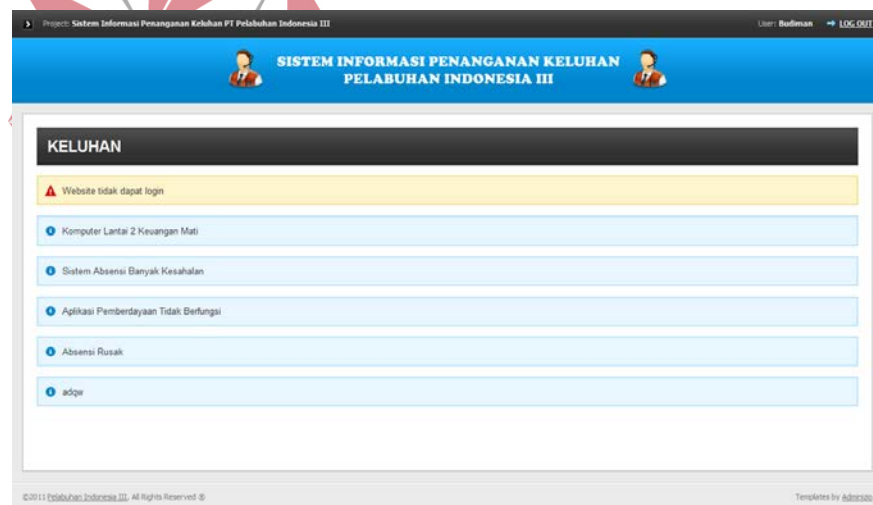 Project: Sistem Informasi Penanganan Keluhan PT Pelabuhan Indonesia III
User: Budiman LOG OUT
SISTEM INFORMASI PENANGANAN KELUHAN
PELABUHAN INDONESIA III
KELUHAN
Website tidak dapat login
Komputer Lantai 2 Keuangan Mati
Sistem Absensi Banyak Kesahalan
Aplikasi Pemberdayaan Tidak Berfungsi
Absensi Rusak
adqw
©2011 Pelabuhan Indonesia III, All Rights Reserved ®
Templates by